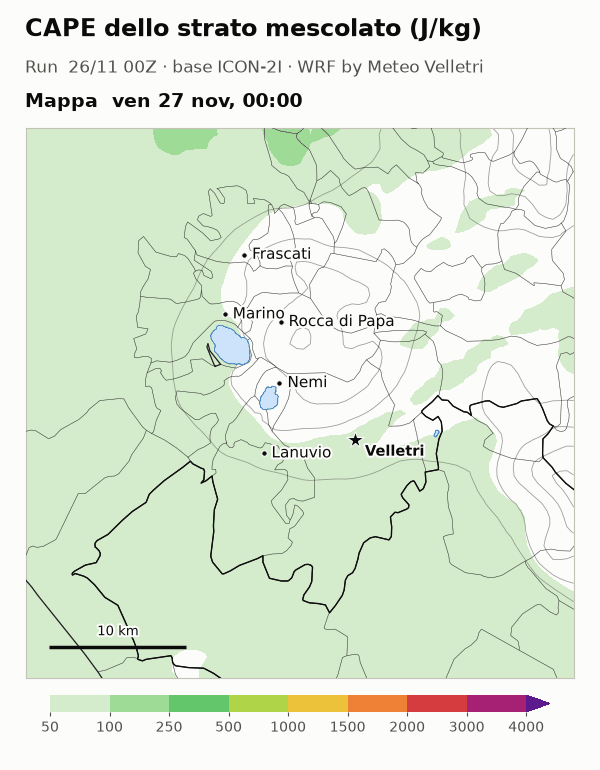 CAPE dello strato mescolato (J/kg)
Run  26/11 00Z · base ICON-2I · WRF by Meteo Velletri
Mappa  ven 27 nov, 00:00
Frascati
Marino
Rocca di Papa
Nemi
Velletri
Lanuvio
10 km
50 100 250 500 1000 1500 2000 3000 4000